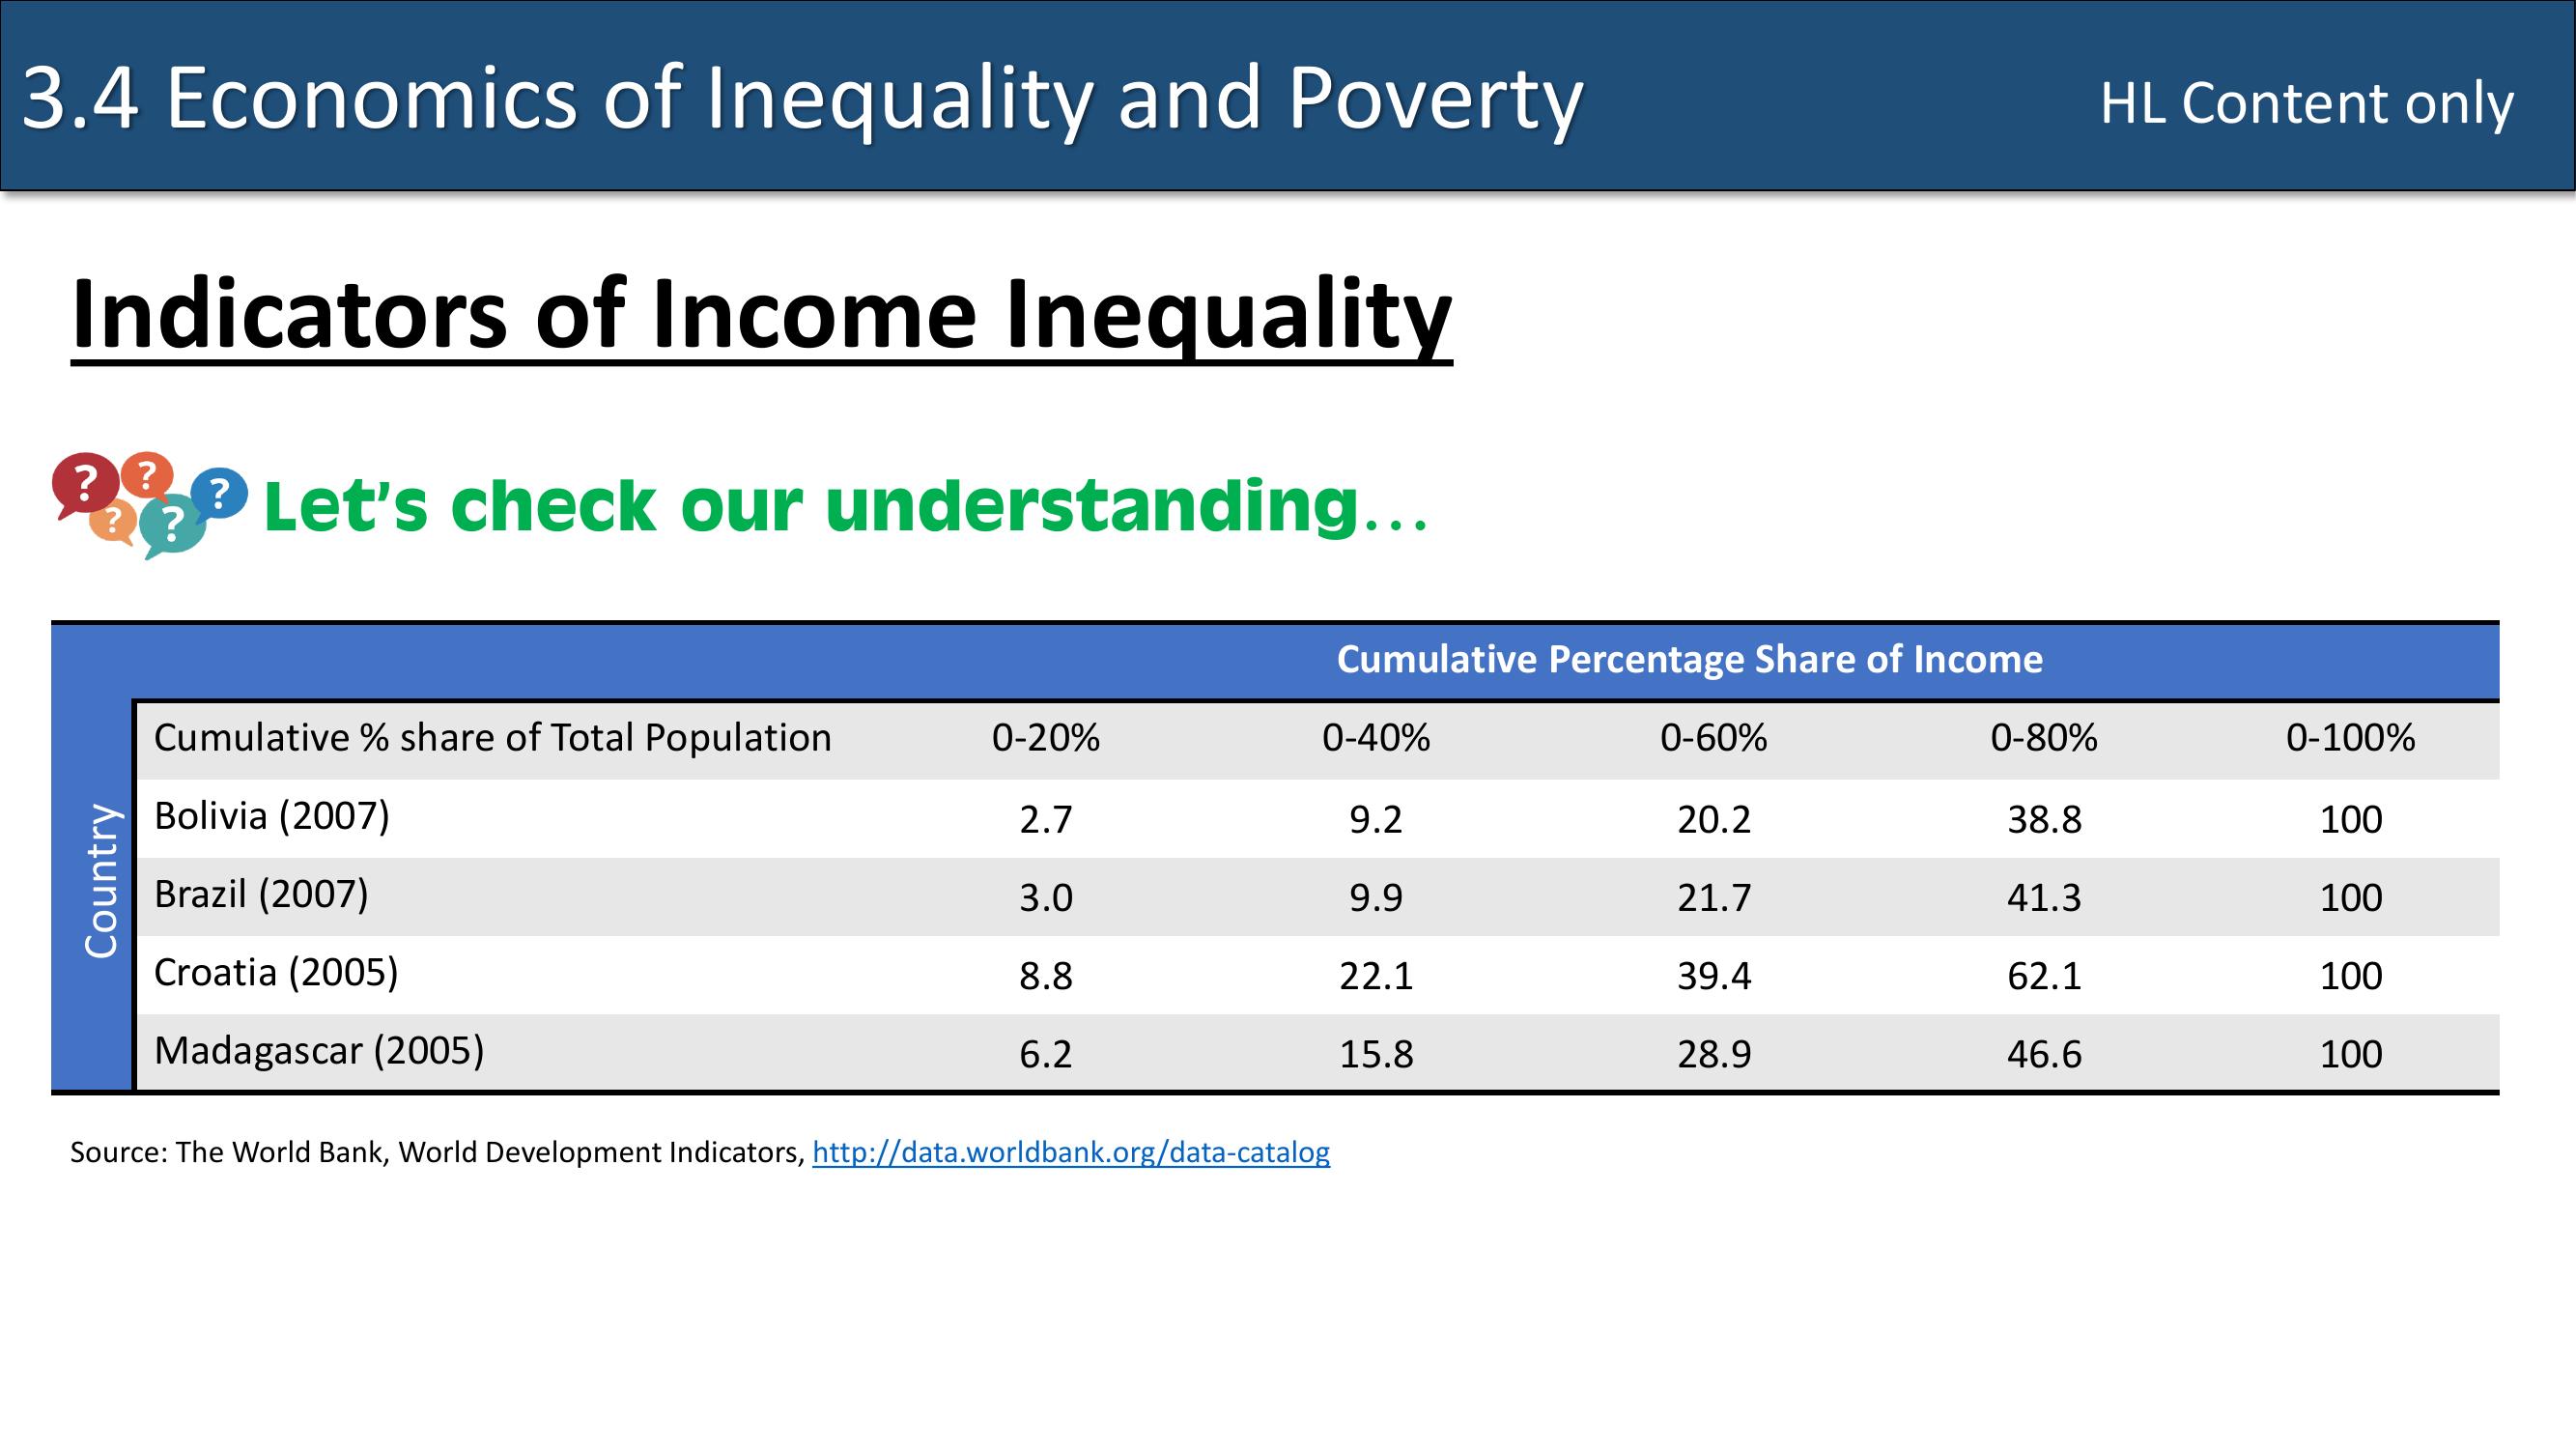 3.4 Economics of Inequality and Poverty HL Content only
Indicators of Income Inequality
? ? ? ? ?
Let's check our understanding…
Cumulative Percentage Share of Income
Country
Cumulative % share of Total Population 0-20% 0-40% 0-60% 0-80% 0-100%
Bolivia (2007) 2.7 9.2 20.2 38.8 100
Brazil (2007) 3.0 9.9 21.7 41.3 100
Croatia (2005) 8.8 22.1 39.4 62.1 100
Madagascar (2005) 6.2 15.8 28.9 46.6 100
Source: The World Bank, World Development Indicators, http://data.worldbank.org/data-catalog